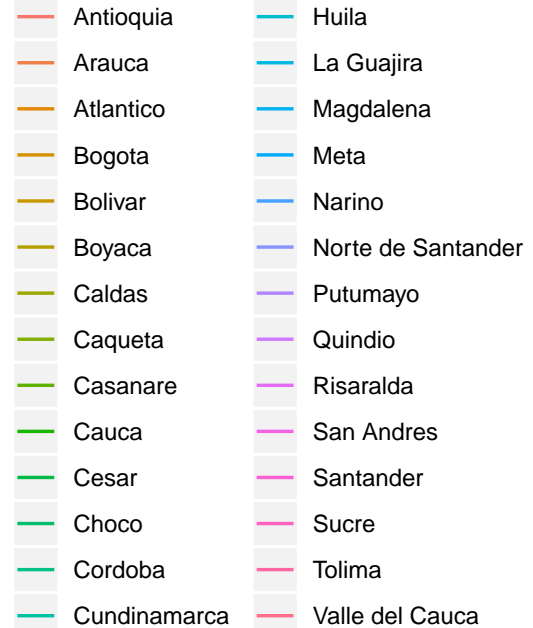 Antioquia
Arauca
Atlantico
Bogota
Bolivar
Boyaca
Caldas
Caqueta
Casanare
Cauca
Cesar
Choco
Cordoba
Cundinamarca
Huila
La Guajira
Magdalena
Meta
Narino
Norte de Santander
Putumayo
Quindio
Risaralda
San Andres
Santander
Sucre
Tolima
Valle del Cauca